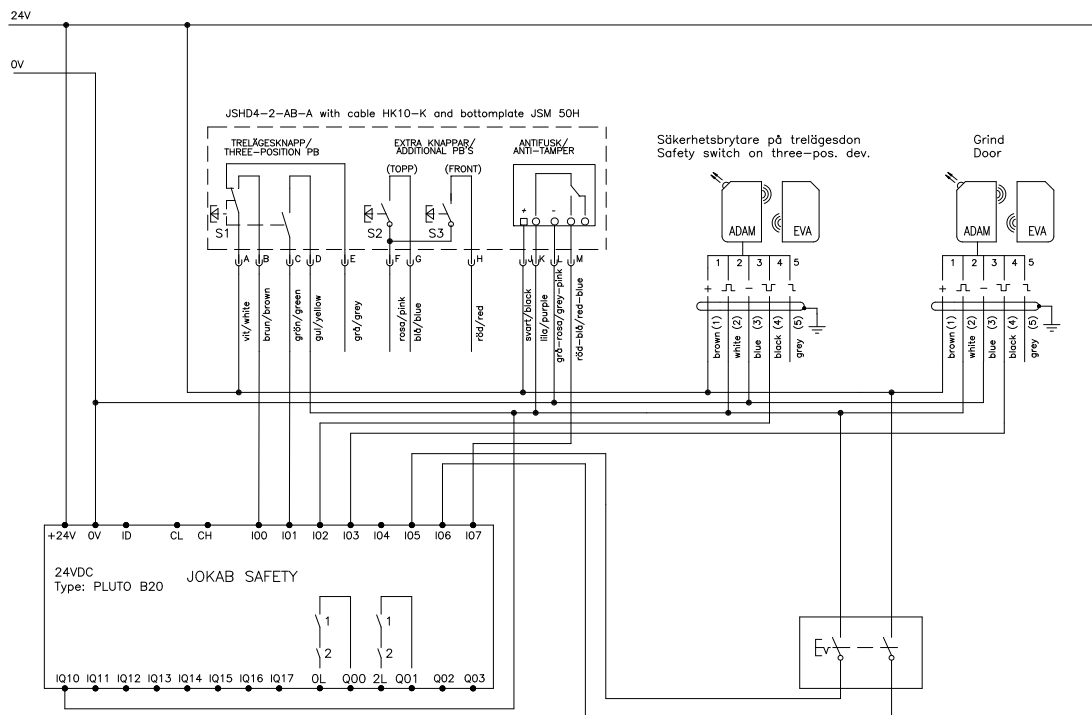 24V
0V
JSHD4-2-AB-A with cable HK10-K and bottomplate JSM 50H
TRELÄGESKNAPP/
THREE-POSITION PB
EXTRA KNAPPAR/
ADDITIONAL PB'S
(TOPP) (FRONT)
ANTIFUSK/
ANTI-TAMPER
+ -
S1 S2 S3
A B C D E F G H J K L M
vit/white
brun/brown
grön/green
gul/yellow
grå/grey
rosa/pink
blå/blue
röd/red
svart/black
lila/purple
grå-rosa/grey-pink
röd-blå/red-blue
Säkerhetsbrytare på trelägesdon
Safety switch on three-pos. dev.
ADAM EVA
1 2 3 4 5
+ -
brown (1)
white (2)
blue (3)
black (4)
grey (5)
Grind
Door
ADAM EVA
1 2 3 4 5
+ -
brown (1)
white (2)
blue (3)
black (4)
grey (5)
+24V 0V ID CL CH I00 I01 I02 I03 I04 I05 I06 I07
24VDC
Type: PLUTO B20
JOKAB SAFETY
1 1
2 2
IQ10 IQ11 IQ12 IQ13 IQ14 IQ15 IQ16 IQ17 0L Q00 2L Q01 Q02 Q03